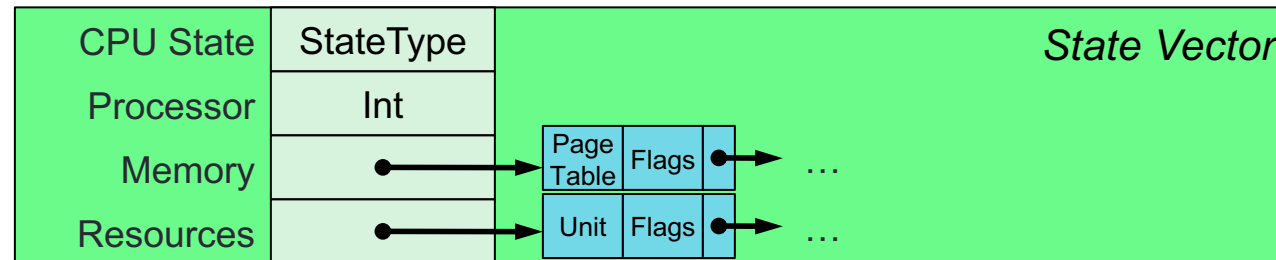 CPU State StateType State Vector
Processor Int
Memory Page Table Flags …
Resources Unit Flags …